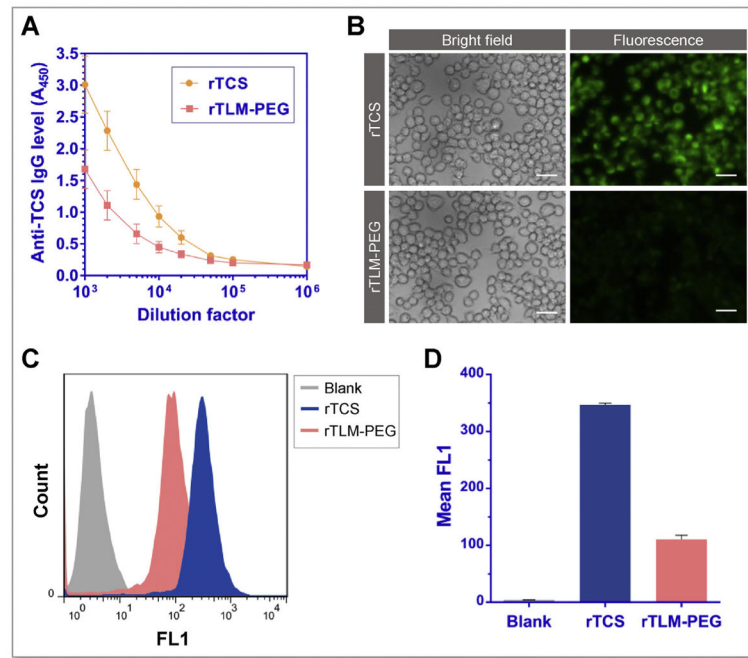 A
Anti-TCS IgG level (A450)
3.5
3.0
2.5
2.0
1.5
1.0
0.5
0.0
rTCS
rTLM-PEG
10³
10⁴
10⁵
10⁶
Dilution factor
B
Bright field
Fluorescence
rTCS
rTLM-PEG
C
Count
0
10⁰
10¹
10²
10³
10⁴
FL1
Blank
rTCS
rTLM-PEG
D
Mean FL1
400
300
100
0
Blank
rTCS
rTLM-PEG